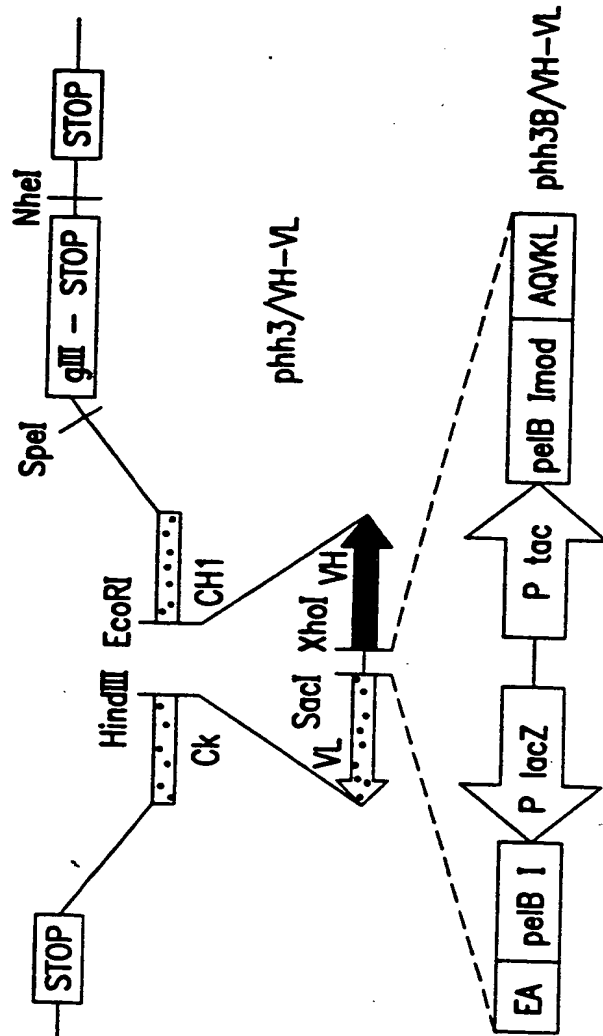 STOP
gIII – STOP
STOP
SpeI
NheI
HindIII
EcoRI
Ck
CH1
phh3/VH–VL
VL
SacI
XhoI
VH
EA
pelB I
P lacZ
P tac
pelB Imod
AQVKL
phh3B/VH–VL